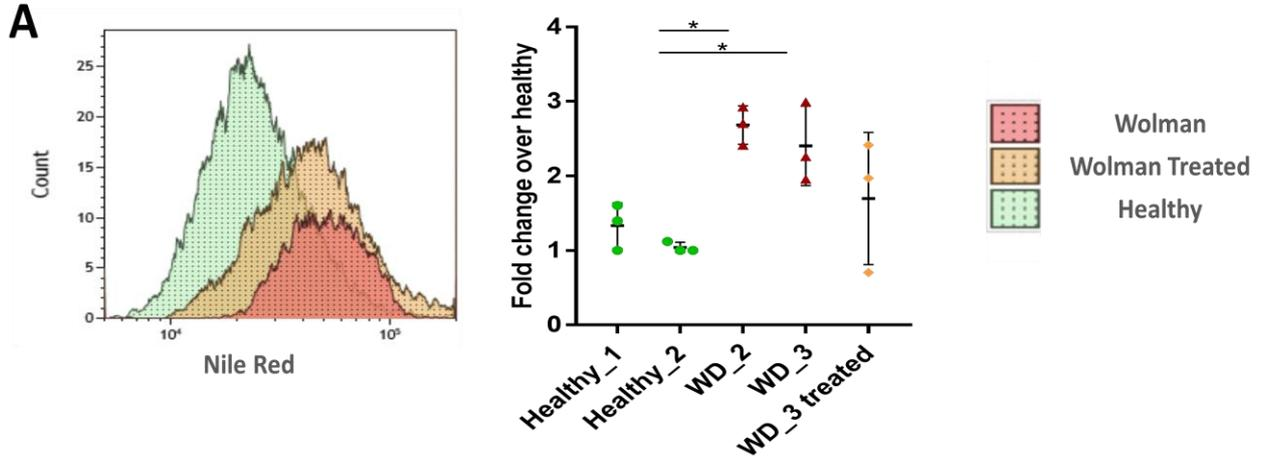 A
Count
25
20
15
10
5
0
10⁴
10⁵
Nile Red
Fold change over healthy
4
3
2
1
0
*
*
Healthy_1
Healthy_2
WD_2
WD_3
WD_3 treated
Wolman
Wolman Treated
Healthy